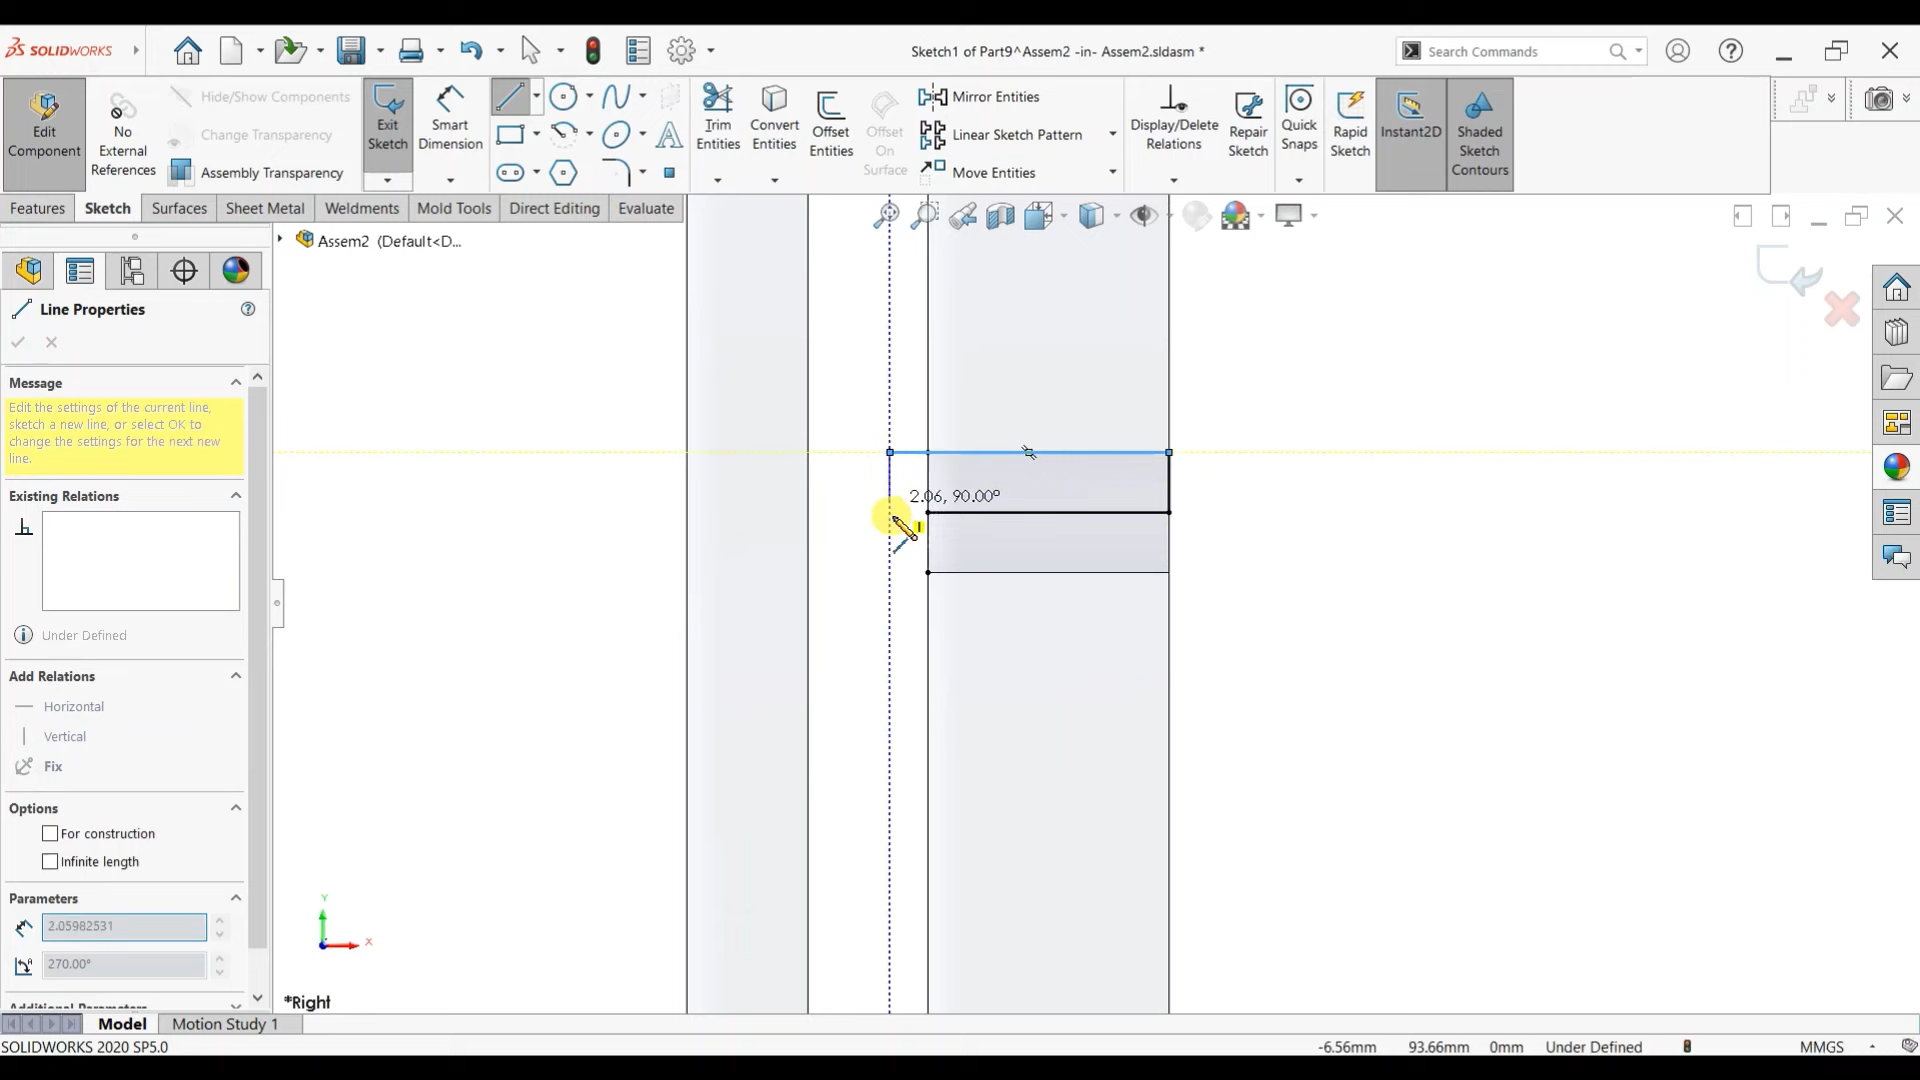 SOLIDWORKS
Sketch1 of Part9^Assem2 -in- Assem2.sldasm *
Search Commands
Edit
Component
No
External
References
Hide/Show Components
Change Transparency
Assembly Transparency
Exit
Sketch
Smart
Dimension
Trim
Entities
Convert
Entities
Offset
Entities
Offset
On
Surface
Mirror Entities
Linear Sketch Pattern
Move Entities
Display/Delete
Relations
Repair
Sketch
Quick
Snaps
Rapid
Sketch
Instant2D
Shaded
Sketch
Contours
Features
Sketch
Surfaces
Sheet Metal
Weldments
Mold Tools
Direct Editing
Evaluate
Assem2 (Default<D...
Line Properties
Message
Edit the settings of the current line,
sketch a new line, or select OK to
change the settings for the next new
line.
Existing Relations
Under Defined
Add Relations
Horizontal
Vertical
Fix
Options
For construction
Infinite length
Parameters
2.05982531
270.00°
2.06, 90.00°
Y
X
*Right
Model
Motion Study 1
SOLIDWORKS 2020 SP5.0
-6.56mm
93.66mm
0mm
Under Defined
MMGS